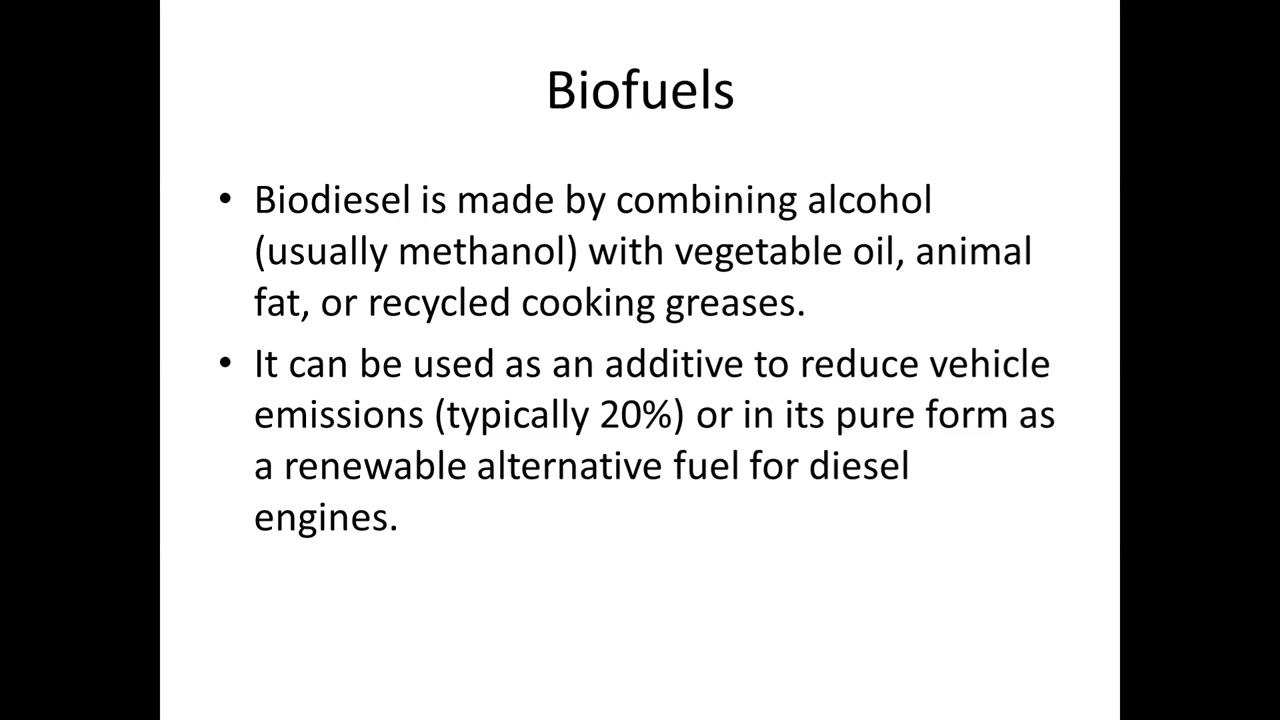 Biofuels
• Biodiesel is made by combining alcohol
(usually methanol) with vegetable oil, animal
fat, or recycled cooking greases.
• It can be used as an additive to reduce vehicle
emissions (typically 20%) or in its pure form as
a renewable alternative fuel for diesel
engines.